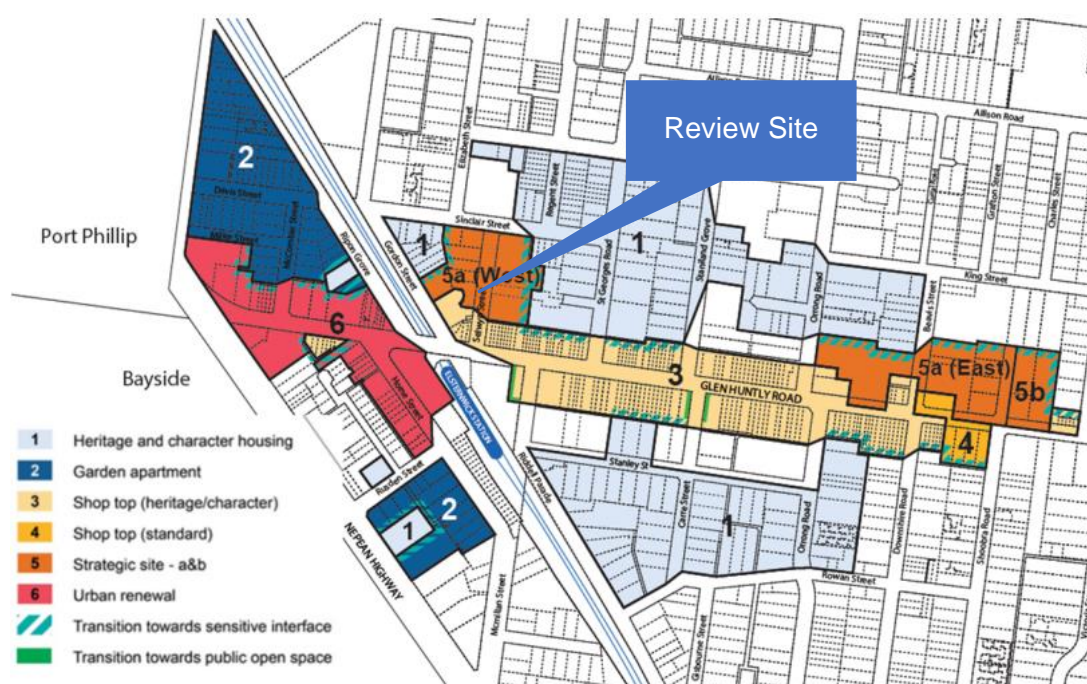 Allison Road
Review Site
Elizabeth Street
Regent Street
2
Davis Street
McCombie Street
Ripon Grove
Port Phillip
Sinclair Street
1
Gordon Street
5a (West)
St Georges Road
1
Staniland Grove
Orrong Road
Grafton Street
Charles Street
King Street
Beavis Street
6
Bayside
Horne Street
ELSTERNWICK STATION
3
GLEN HUNTLY ROAD
5a (East)
5b
4
1 Heritage and character housing
2 Garden apartment
3 Shop top (heritage/character)
4 Shop top (standard)
5 Strategic site - a&b
6 Urban renewal
Transition towards sensitive interface
Transition towards public open space
Rusden Street
2
1
NEPEAN HIGHWAY
Riddell Parade
Stanley St
Carre Street
1
Orrong Road
Downshire Road
Shoobra Road
Rowan Street
Mcmillan Street
Gisborne Street